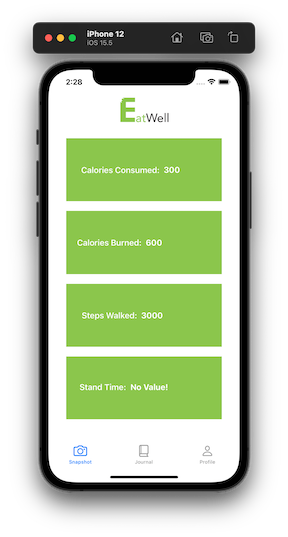 iPhone 12
iOS 15.5
2:28
EatWell
Calories Consumed: 300
Calories Burned: 600
Steps Walked: 3000
Stand Time: No Value!
Snapshot
Journal
Profile